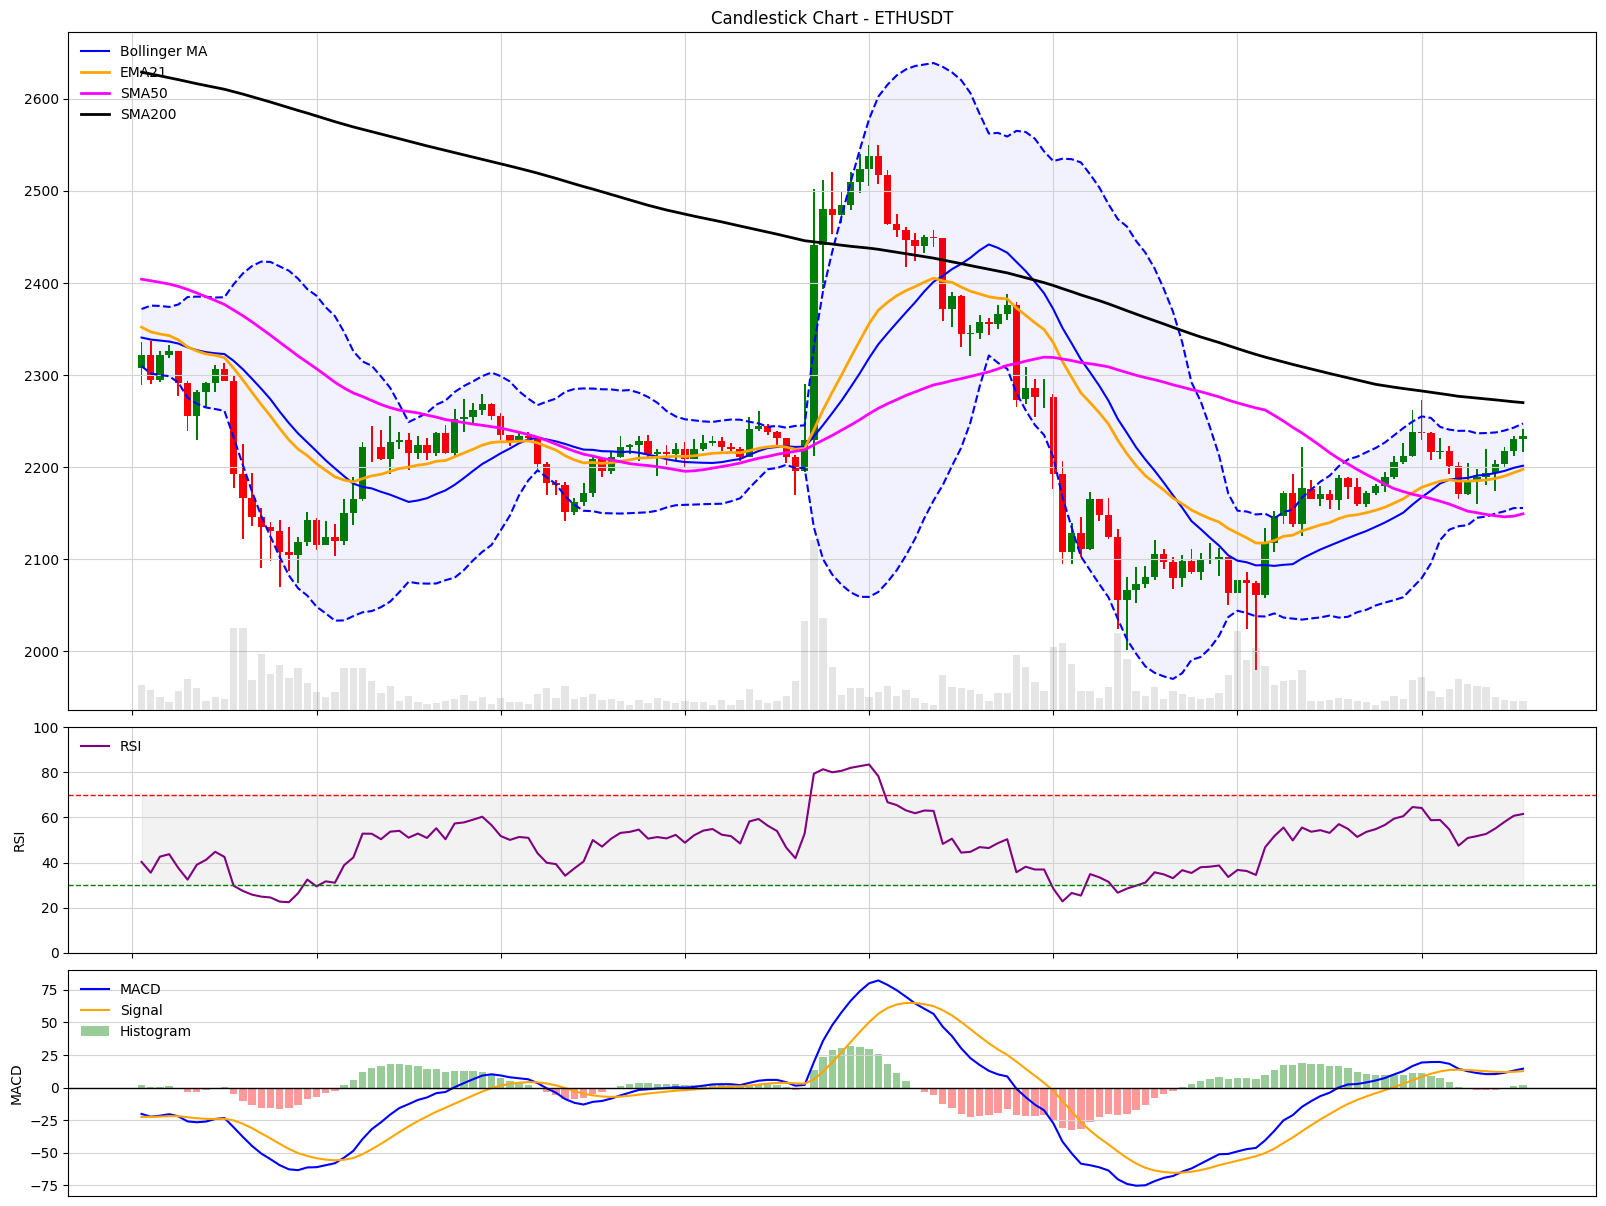 Candlestick Chart - ETHUSDT
Bollinger MA
EMA21
SMA50
SMA200
2600
2500
2400
2300
2200
2100
2000
RSI
RSI
100
80
60
40
20
0
MACD
Signal
Histogram
MACD
75
50
25
0
−25
−50
−75